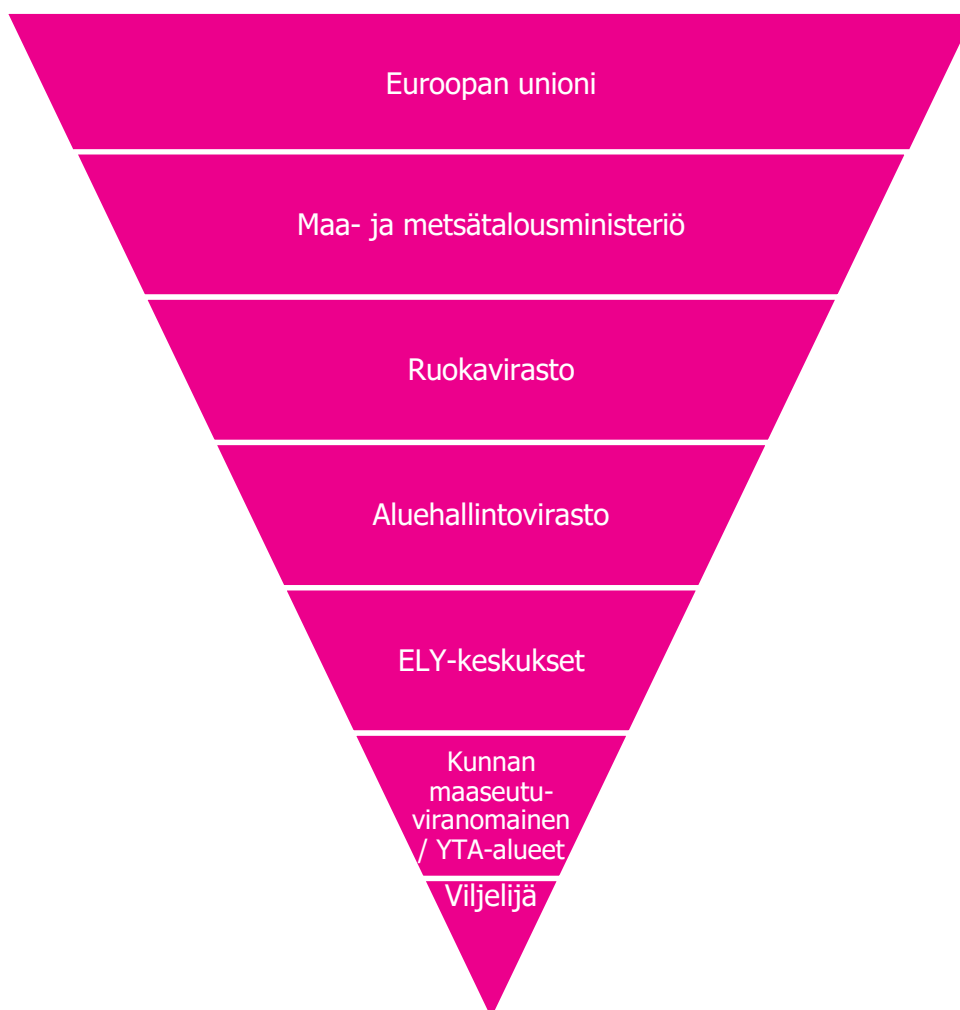 Euroopan unioni
Maa- ja metsätalousministeriö
Ruokavirasto
Aluehallintovirasto
ELY-keskukset
Kunnan
maaseutu-
viranomainen
/ YTA-alueet
Viljelijä